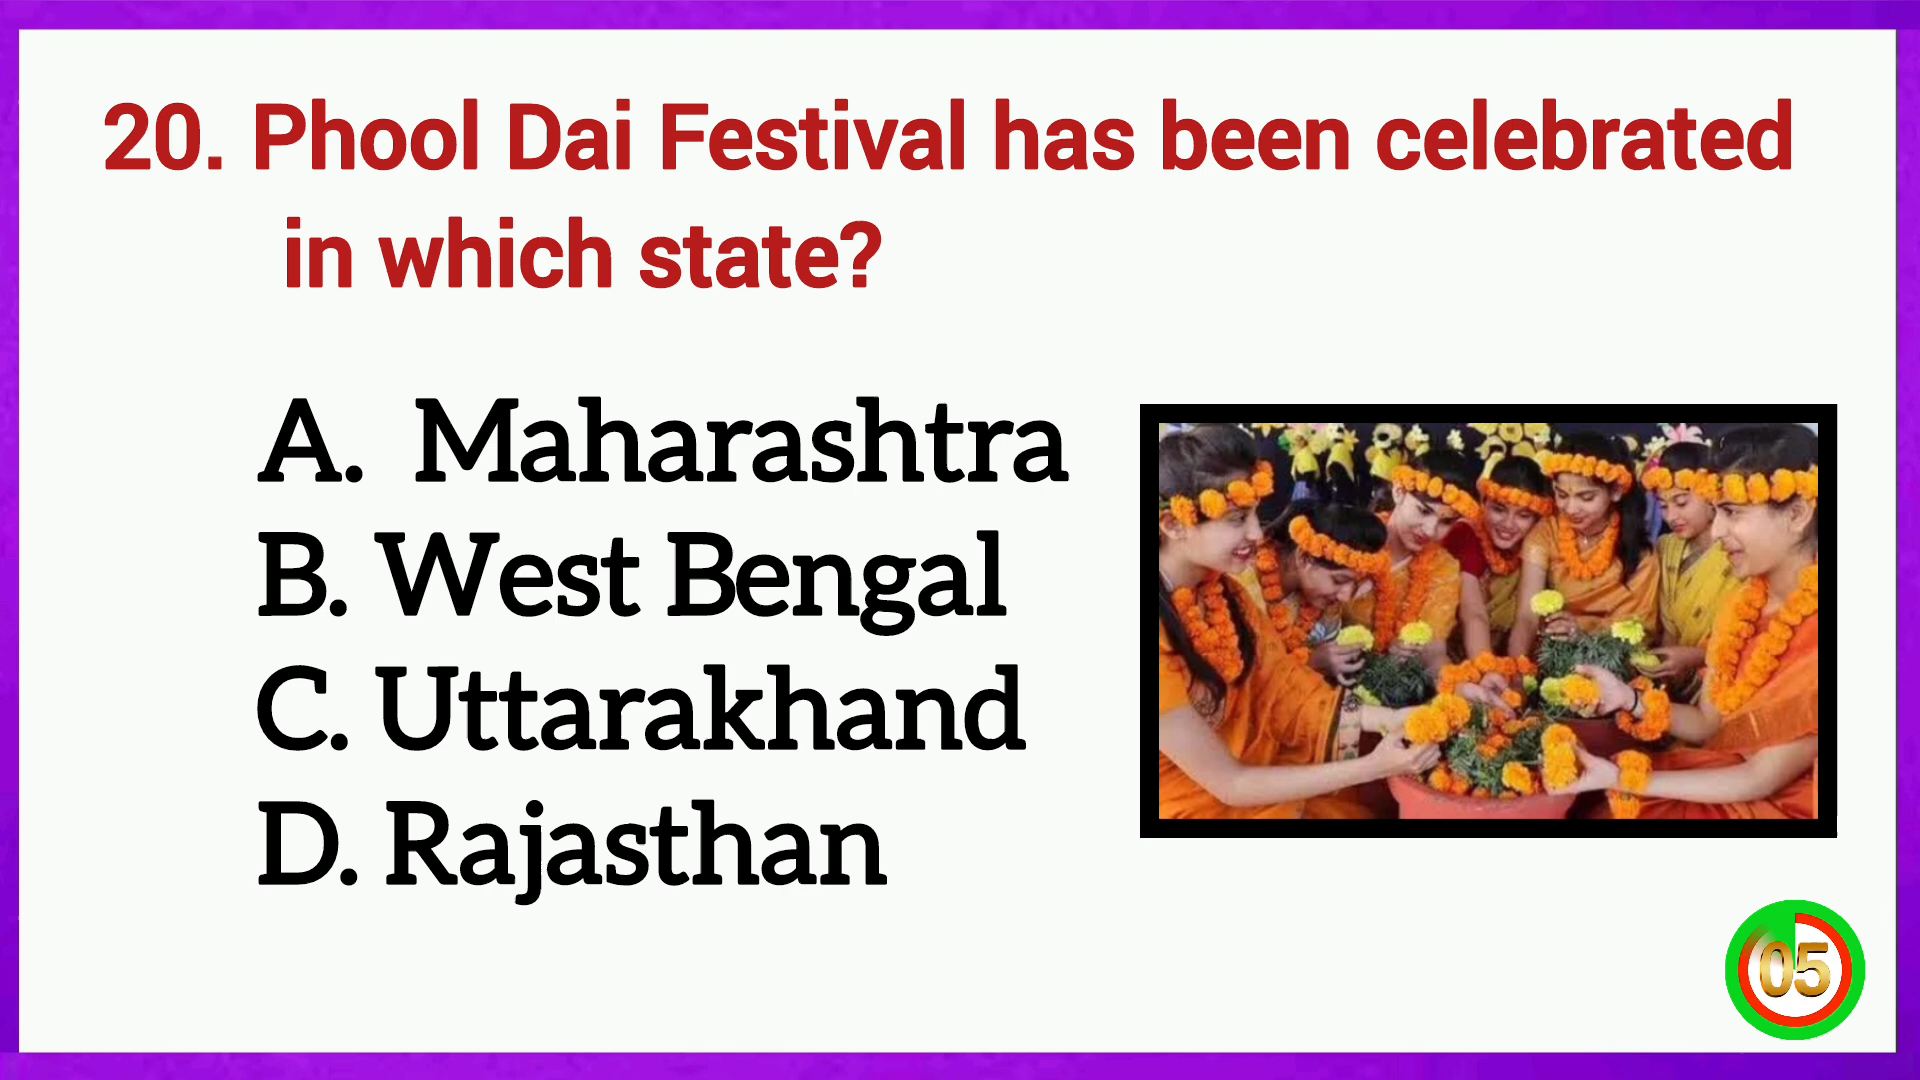 20. Phool Dai Festival has been celebrated
in which state?
A. Maharashtra
B. West Bengal
C. Uttarakhand
D. Rajasthan
05